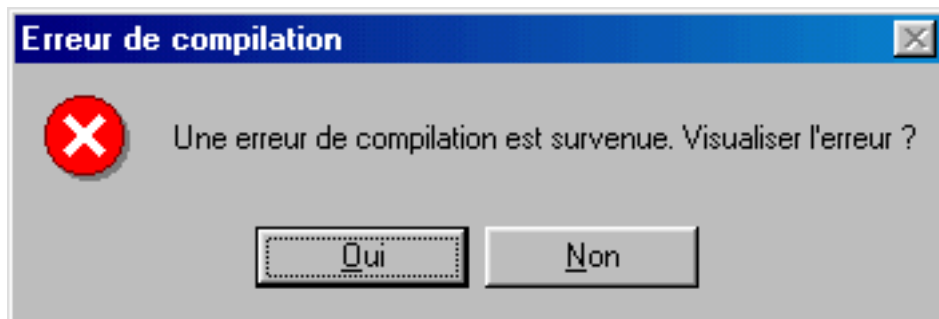 Erreur de compilation
Une erreur de compilation est survenue. Visualiser l'erreur ?
Oui
Non